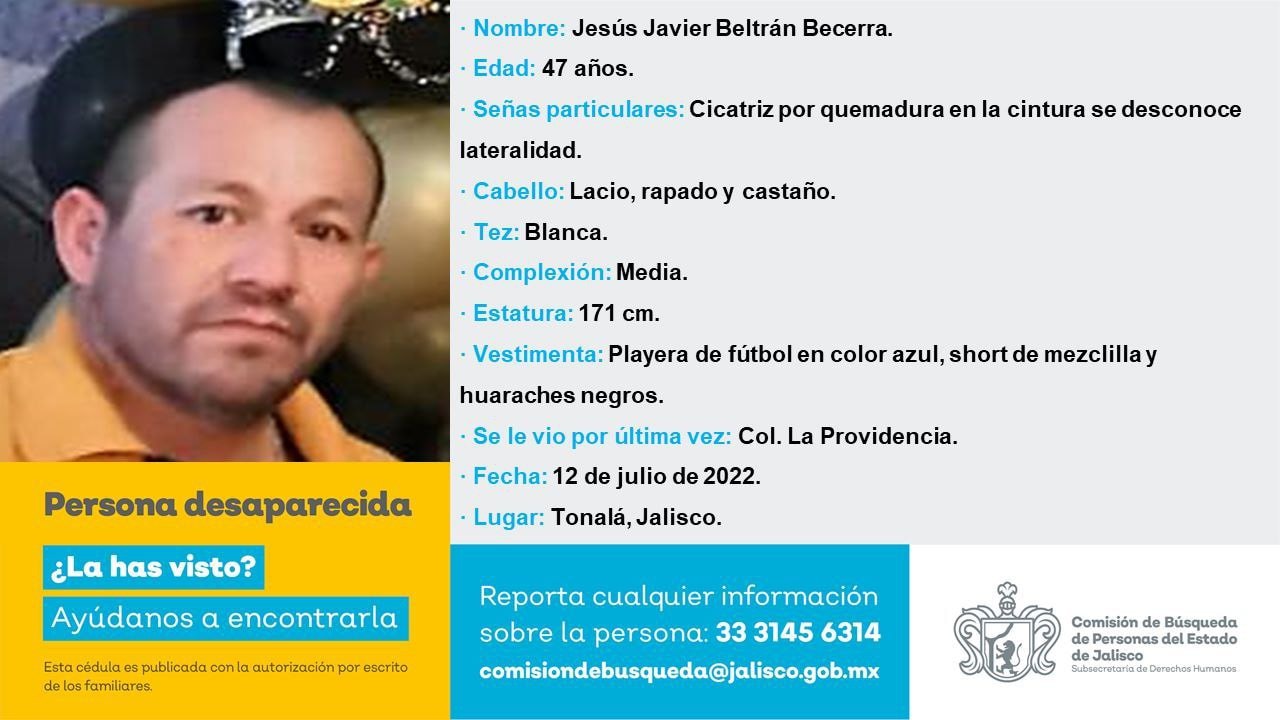 · Nombre: Jesús Javier Beltrán Becerra.
· Edad: 47 años.
· Señas particulares: Cicatriz por quemadura en la cintura se desconoce
lateralidad.
· Cabello: Lacio, rapado y castaño.
· Tez: Blanca.
· Complexión: Media.
· Estatura: 171 cm.
· Vestimenta: Playera de fútbol en color azul, short de mezclilla y
huaraches negros.
· Se le vio por última vez: Col. La Providencia.
· Fecha: 12 de julio de 2022.
· Lugar: Tonalá, Jalisco.
Persona desaparecida
¿La has visto?
Ayúdanos a encontrarla
Esta cédula es publicada con la autorización por escrito
de los familiares.
Reporta cualquier información
sobre la persona: 33 3145 6314
comisiondebusqueda@jalisco.gob.mx
Comisión de Búsqueda
de Personas del Estado
de Jalisco
Subsecretaría de Derechos Humanos